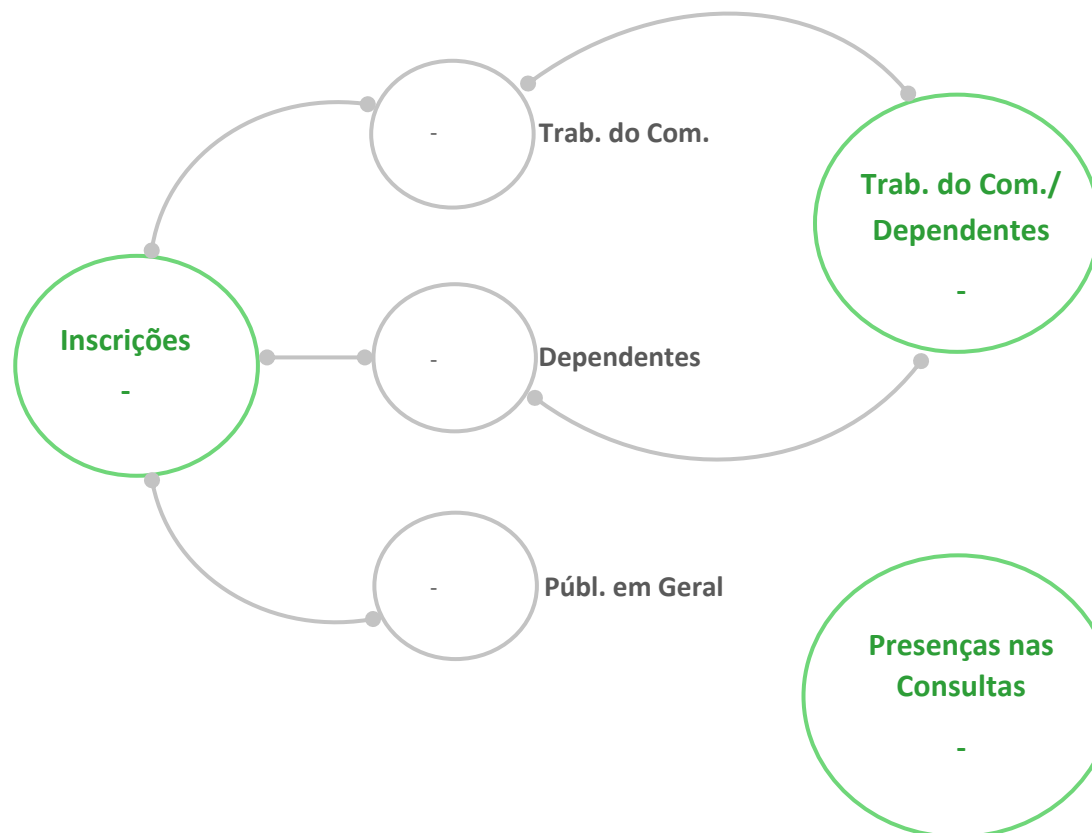 -
Trab. do Com.
Trab. do Com./
Dependentes
-
Inscrições
-
-
Dependentes
-
Públ. em Geral
Presenças nas
Consultas
-